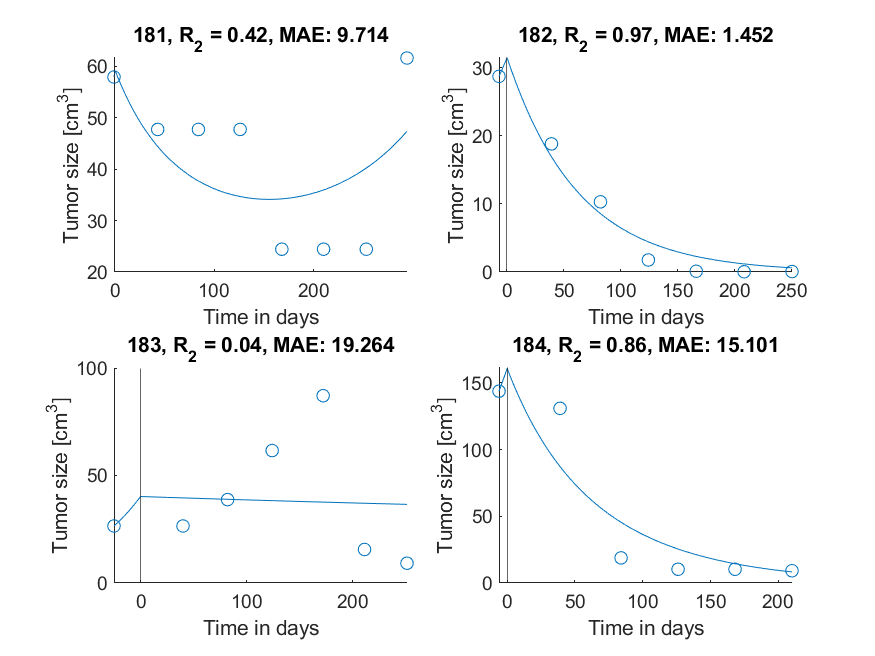 181, R2 = 0.42, MAE: 9.714
60
50
40
30
20
Tumor size [cm3]
0
100
200
Time in days
182, R2 = 0.97, MAE: 1.452
30
20
10
0
Tumor size [cm3]
0
50
100
150
200
250
Time in days
183, R2 = 0.04, MAE: 19.264
100
50
0
Tumor size [cm3]
0
100
200
Time in days
184, R2 = 0.86, MAE: 15.101
150
100
50
0
Tumor size [cm3]
0
50
100
150
200
Time in days